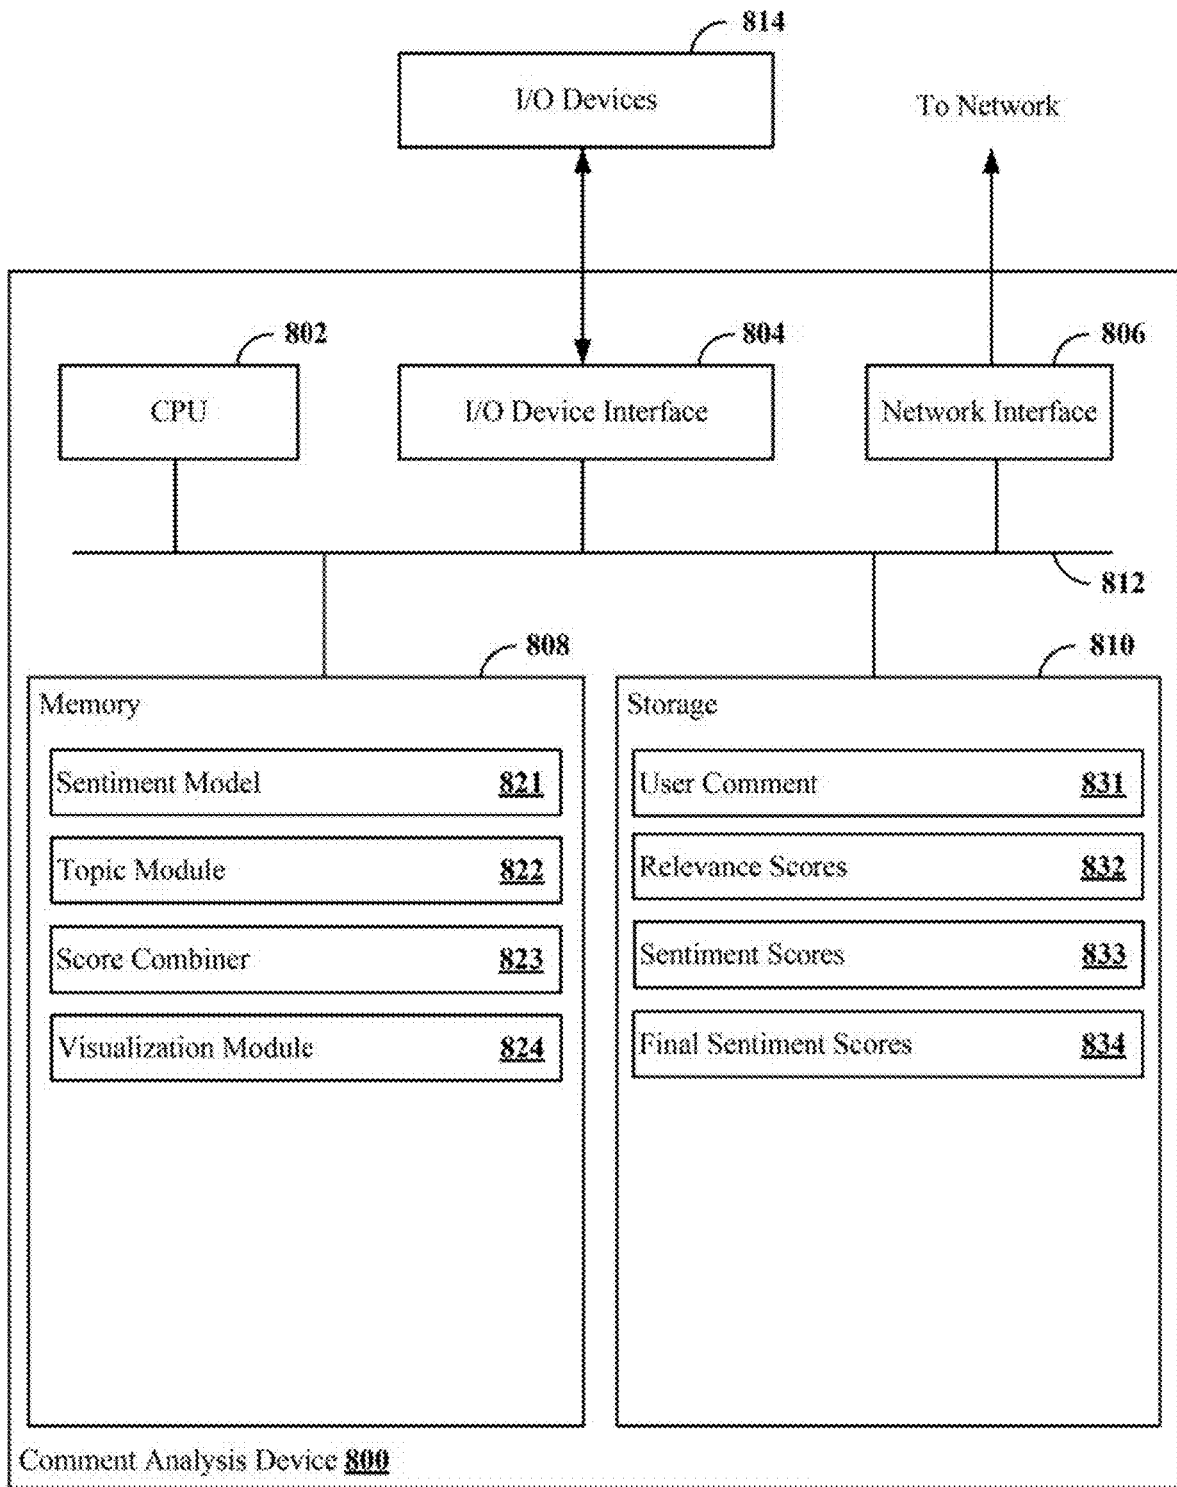 814
I/O Devices
To Network
802
804
806
CPU
I/O Device Interface
Network Interface
812
808
810
Memory
Sentiment Model 821
Topic Module 822
Score Combiner 823
Visualization Module 824
Storage
User Comment 831
Relevance Scores 832
Sentiment Scores 833
Final Sentiment Scores 834
Comment Analysis Device 800